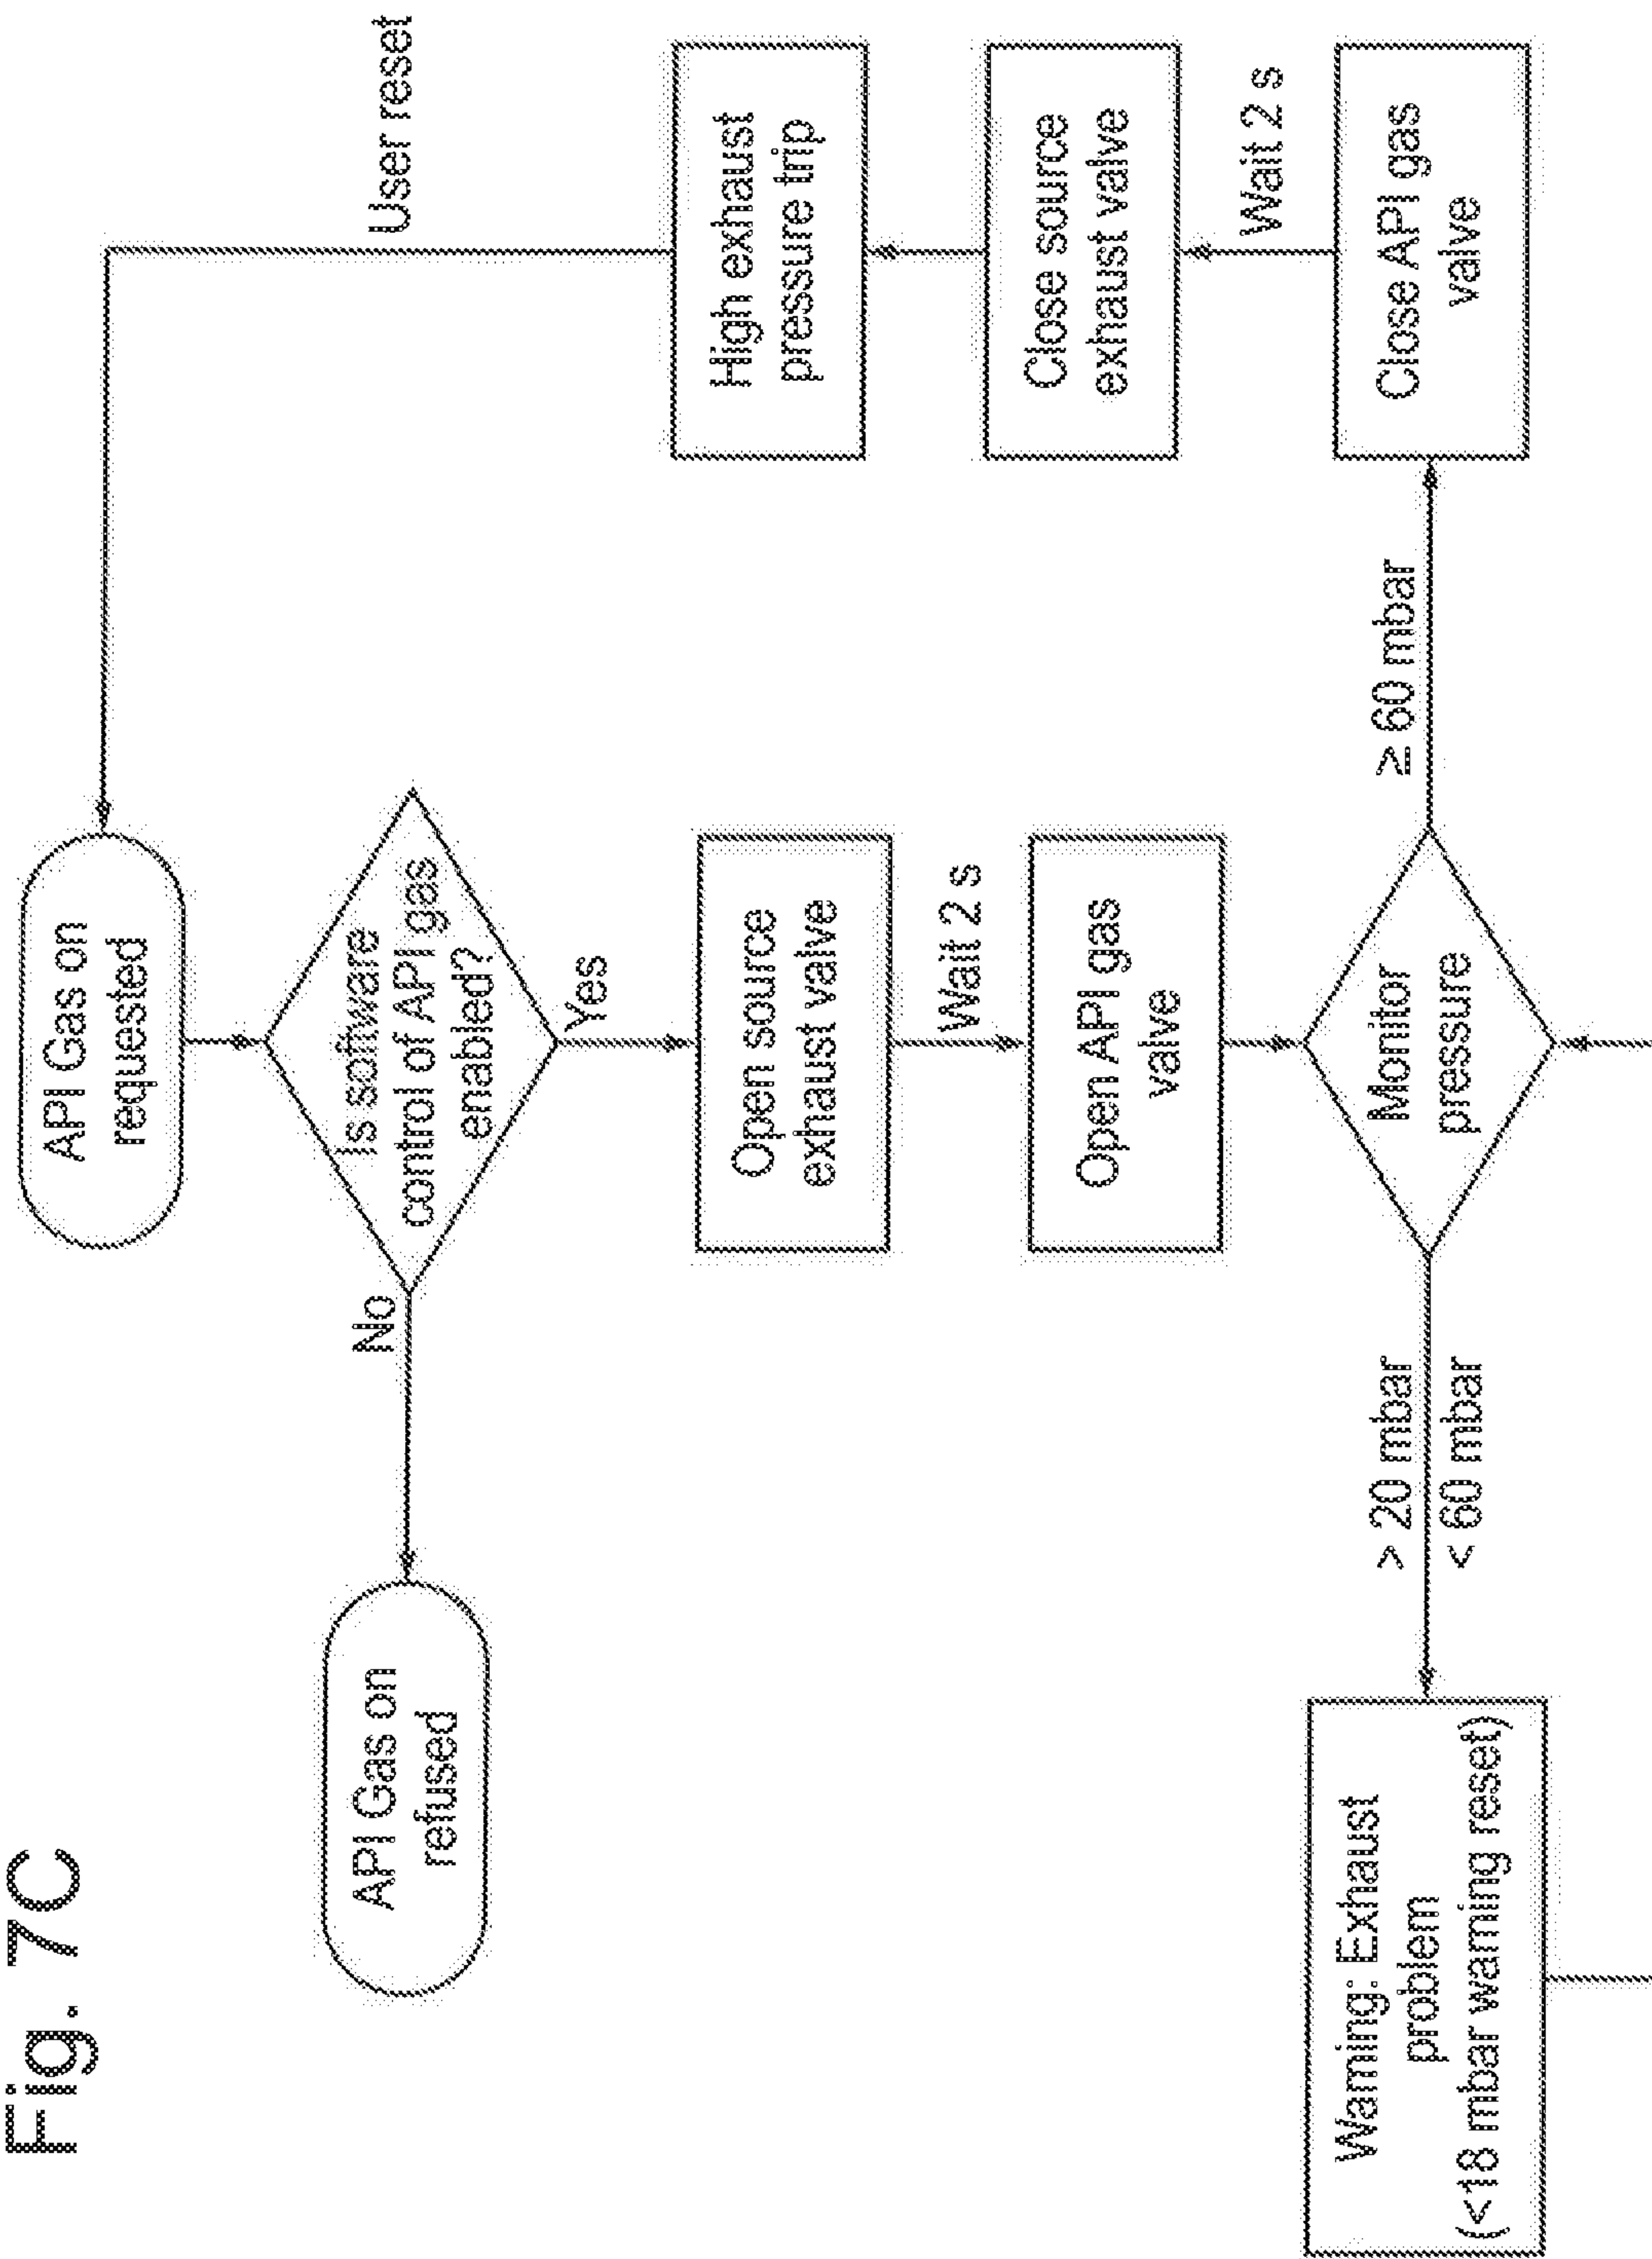 Fig. 7C
API Gas on
requested
User reset
Is software
control of API gas
enabled?
No
Yes
API Gas on
refused
Open source
exhaust valve
Wait 2 s
Open API gas
valve
Monitor
pressure
> 20 mbar
< 60 mbar
Warning: Exhaust
problem
(<18 mbar warning reset)
≥ 60 mbar
Close API gas
valve
Wait 2 s
Close source
exhaust valve
High exhaust
pressure trip